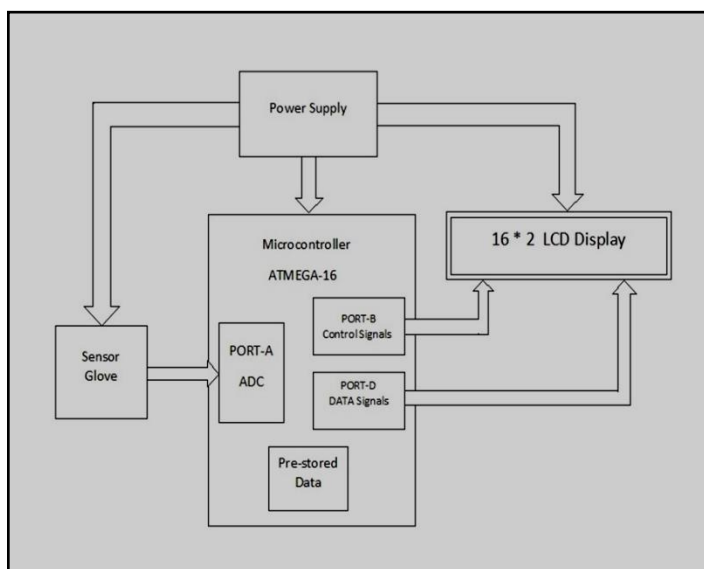 Power Supply
16 * 2 LCD Display
Microcontroller
ATMEGA-16
PORT-B
Control Signals
Sensor
Glove
PORT-A
ADC
PORT-D
DATA Signals
Pre-stored
Data